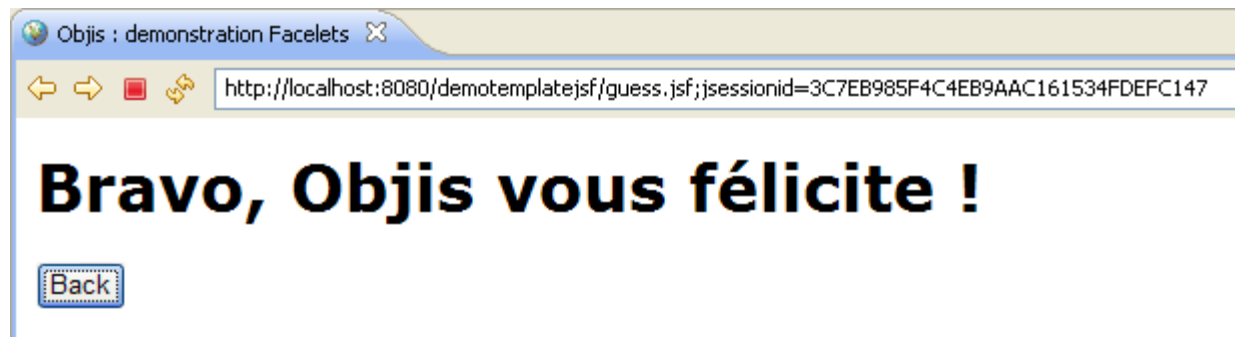 Objis : demonstration Facelets
http://localhost:8080/demotemplatejsf/guess.jsf;jsessionid=3C7EB985F4C4EB9AAC161534FDEFC147
Bravo, Objis vous félicite !
Back